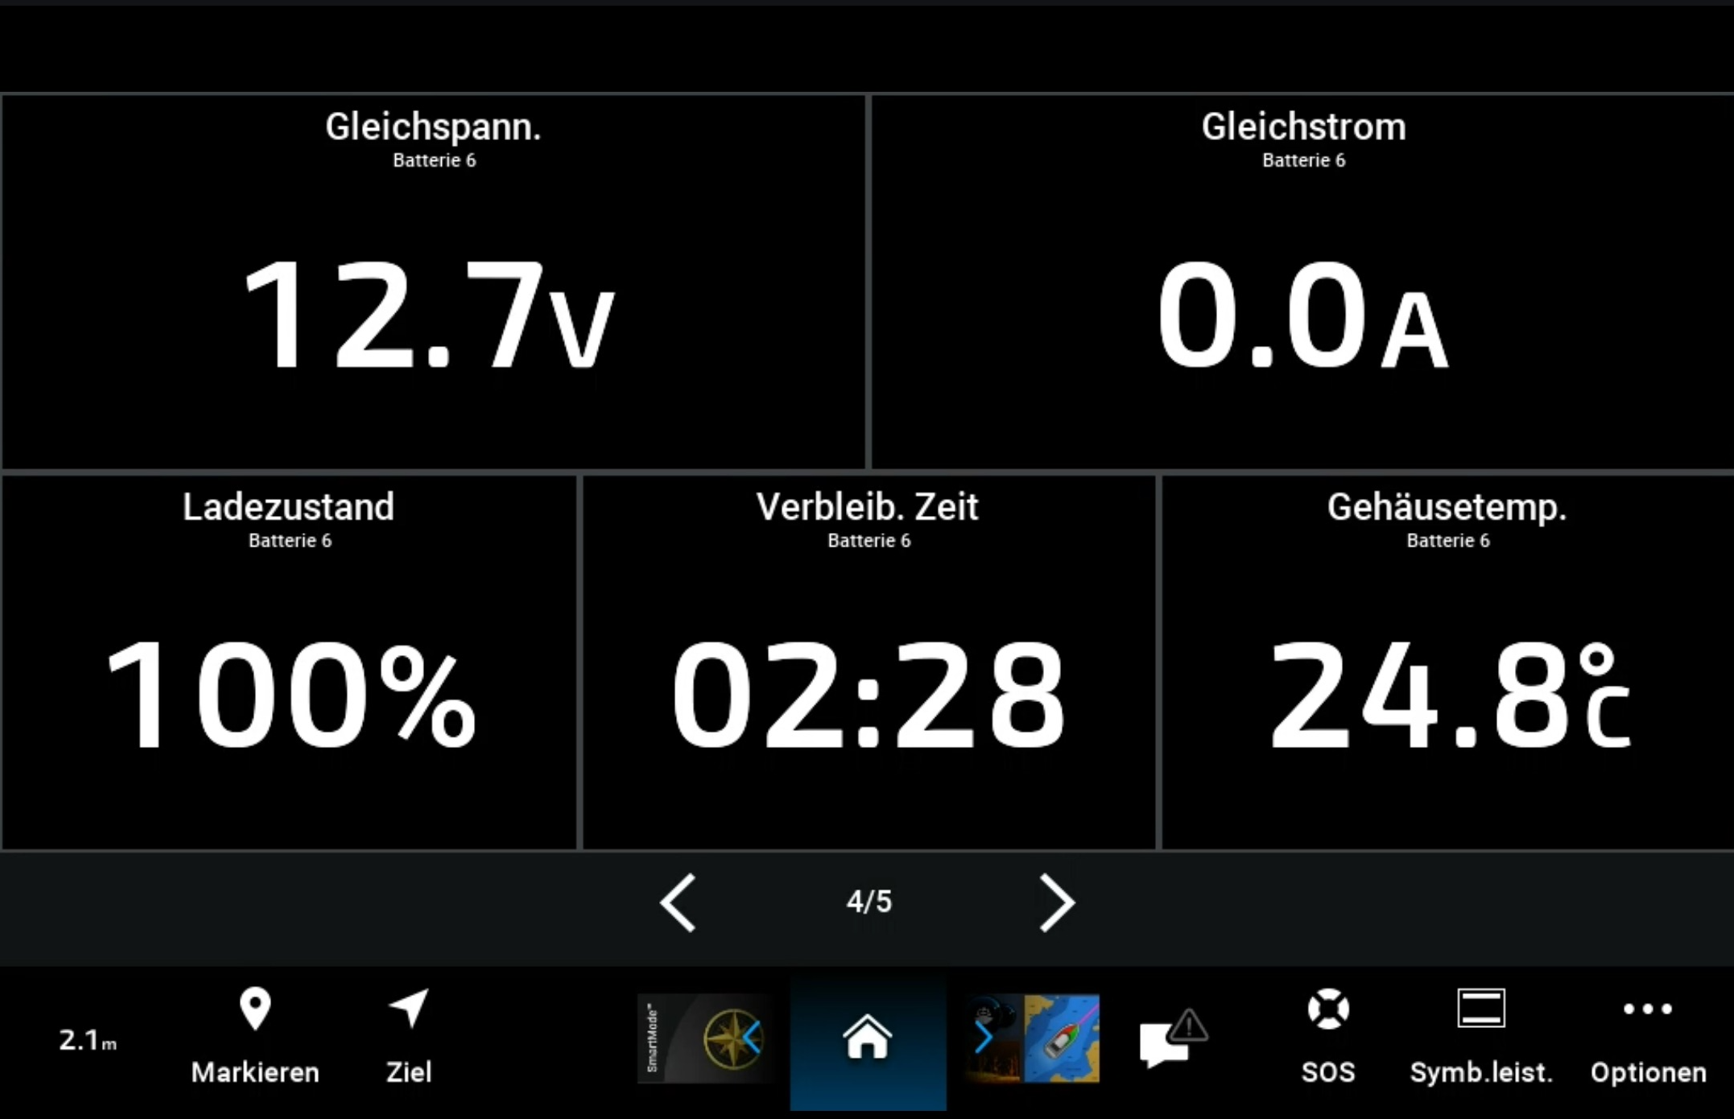 Gleichspann.
Batterie 6
12.7V
Gleichstrom
Batterie 6
0.0A
Ladezustand
Batterie 6
100%
Verbleib. Zeit
Batterie 6
02:28
Gehäusetemp.
Batterie 6
24.8°C
4/5
2.1m
Markieren
Ziel
SmartMode™
SOS
Symb.leist.
Optionen